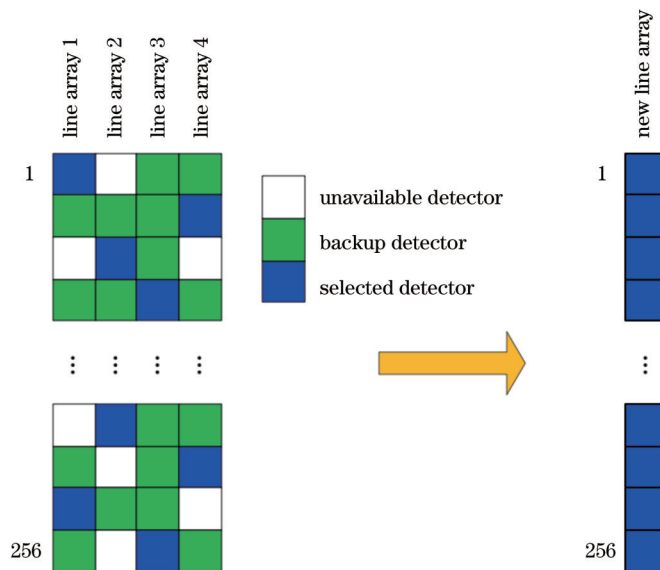 line array 1
line array 2
line array 3
line array 4
new line array
1
1
unavailable detector
backup detector
selected detector
... ... ... ...
...
256
256